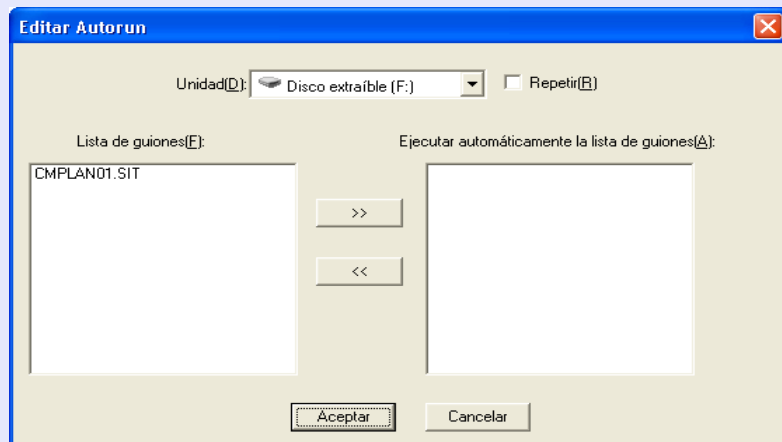 Editar Autorun
Unidad(D): Disco extraíble (F:) Repetir(R)
Lista de guiones(F): Ejecutar automáticamente la lista de guiones(A):
CMPLAN01.SIT
>>
<<
Aceptar Cancelar